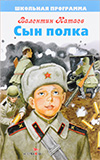 ШКОЛЬНАЯ ПРОГРАММА
Валентин Катаев
Сын полка